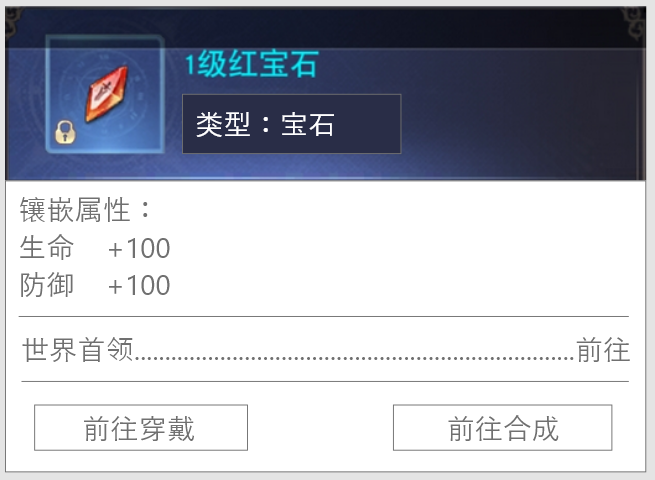 1级红宝石
类型：宝石
镶嵌属性：
生命 +100
防御 +100
世界首领........................................................................前往
前往穿戴 前往合成